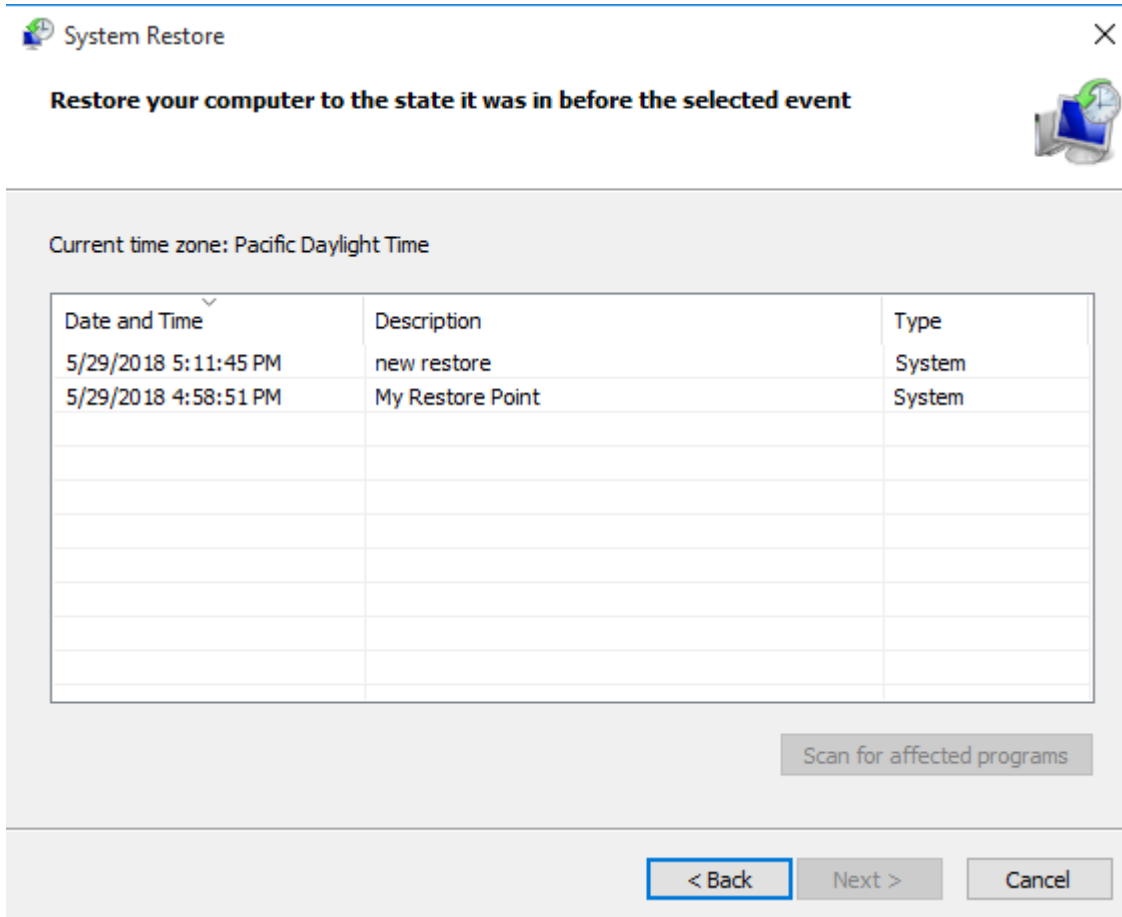 System Restore
Restore your computer to the state it was in before the selected event
Current time zone: Pacific Daylight Time
Date and Time Description Type
5/29/2018 5:11:45 PM new restore System
5/29/2018 4:58:51 PM My Restore Point System
Scan for affected programs
< Back Next > Cancel